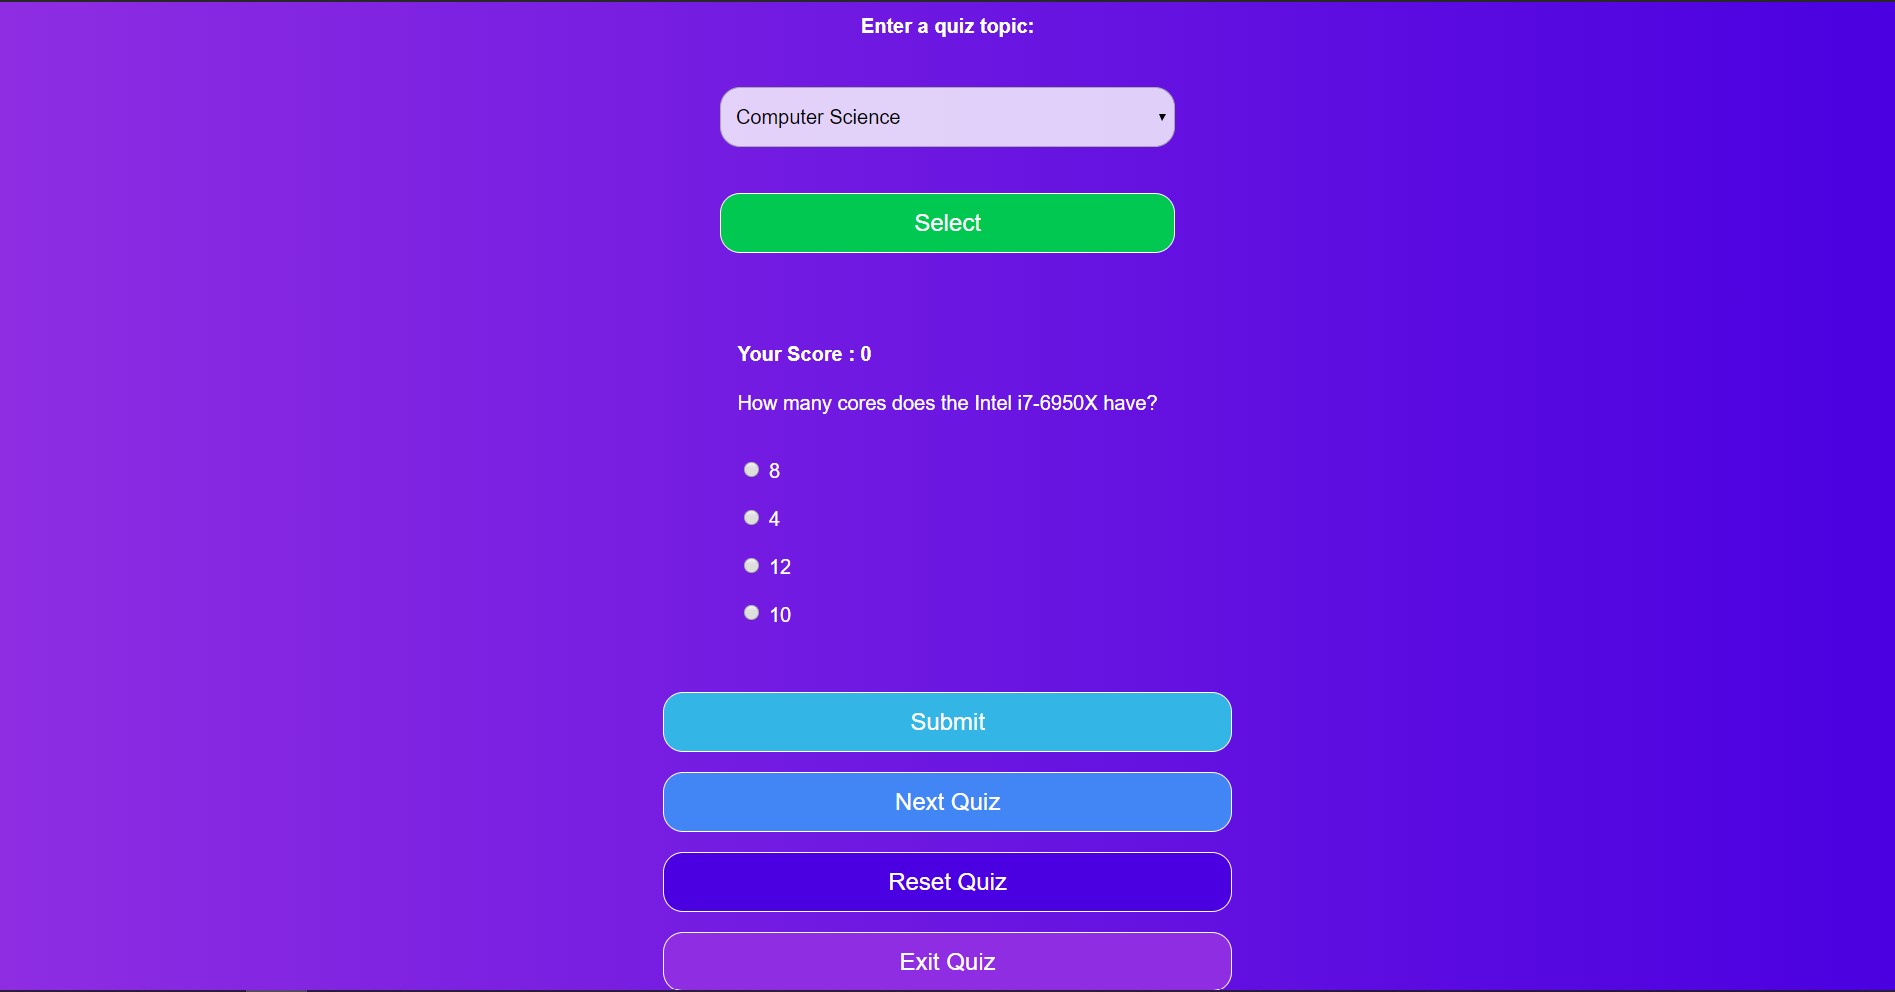 Enter a quiz topic:
Computer Science
Select
Your Score : 0
How many cores does the Intel i7-6950X have?
8
4
12
10
Submit
Next Quiz
Reset Quiz
Exit Quiz